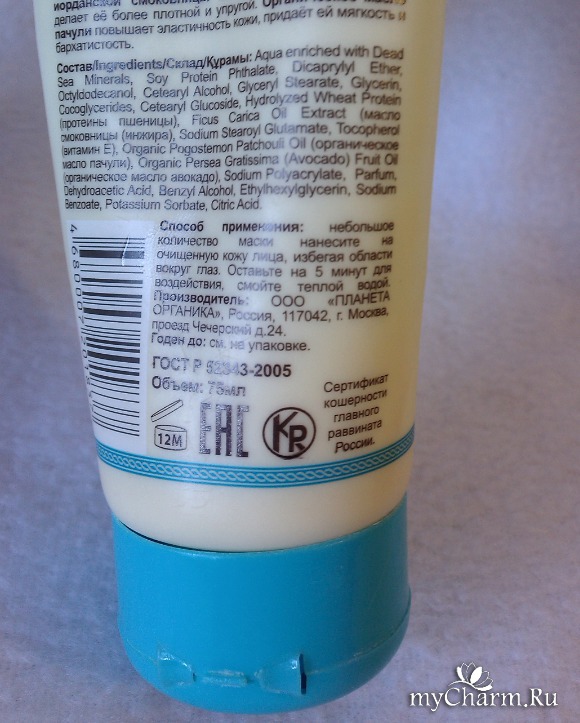 иорданской смоковницы
делает её более плотной и упругой.
пачули повышает эластичность кожи, придаёт ей мягкость и
бархатистость.
Состав/Ingredients/Склад/Құрамы: Aqua enriched with Dead
Sea Minerals, Soy Protein Phthalate, Dicaprylyl Ether,
Octyldodecanol, Cetearyl Alcohol, Glyceryl Stearate, Glycerin,
Cocoglycerides, Cetearyl Glucoside, Hydrolyzed Wheat Protein
(протеины пшеницы), Ficus Carica Oil Extract (масло
смоковницы (инжира), Sodium Stearoyl Glutamate, Tocopherol
(витамин Е), Organic Pogostemon Patchouli Oil (органическое
масло пачули), Organic Persea Gratissima (Avocado) Fruit Oil
(органическое масло авокадо), Sodium Polyacrylate, Parfum,
Dehydroacetic Acid, Benzyl Alcohol, Ethylhexylglycerin, Sodium
Benzoate, Potassium Sorbate, Citric Acid.
Способ применения: небольшое
количество маски нанесите на
очищенную кожу лица, избегая области
вокруг глаз. Оставьте на 5 минут для
воздействия, смойте теплой водой.
Производитель: ООО «ПЛАНЕТА
ОРГАНИКА», Россия, 117042, г. Москва,
проезд Чечерский д.24.
Годен до: см. на упаковке.
ГОСТ Р 52343-2005
Объем: 75мл
12M
EAC
КР
Сертификат
кошерности
главного
раввината
России.
myCharm.Ru